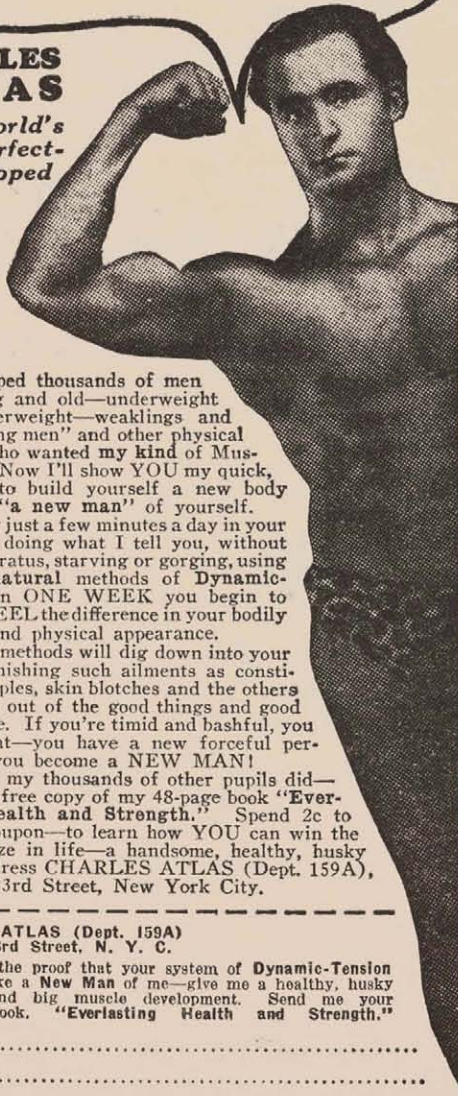 LES
AS
orld's
rfect-
oped
ped thousands of men
g and old—underweight
erweight—weaklings and
ng men" and other physical
ho wanted my kind of Mus-
Now I'll show YOU my quick,
to build yourself a new body
"a new man" of yourself.
just a few minutes a day in your
doing what I tell you, without
ratus, starving or gorging, using
atural methods of Dynamic-
n ONE WEEK you begin to
EEL the difference in your bodily
nd physical appearance.
methods will dig down into your
nishing such ailments as consti-
ples, skin blotches and the others
out of the good things and good
e. If you're timid and bashful, you
nt—you have a new forceful per-
you become a NEW MAN!
my thousands of other pupils did—
free copy of my 48-page book "Ever-
ealth and Strength." Spend 2c to
oupon—to learn how YOU can win the
ze in life—a handsome, healthy, husky
ress CHARLES ATLAS (Dept. 159A),
3rd Street, New York City.
ATLAS (Dept. 159A)
rd Street, N. Y. C.
the proof that your system of Dynamic-Tension
ke a New Man of me—give me a healthy, husky
nd big muscle development. Send me your
ook, "Everlasting Health and Strength."